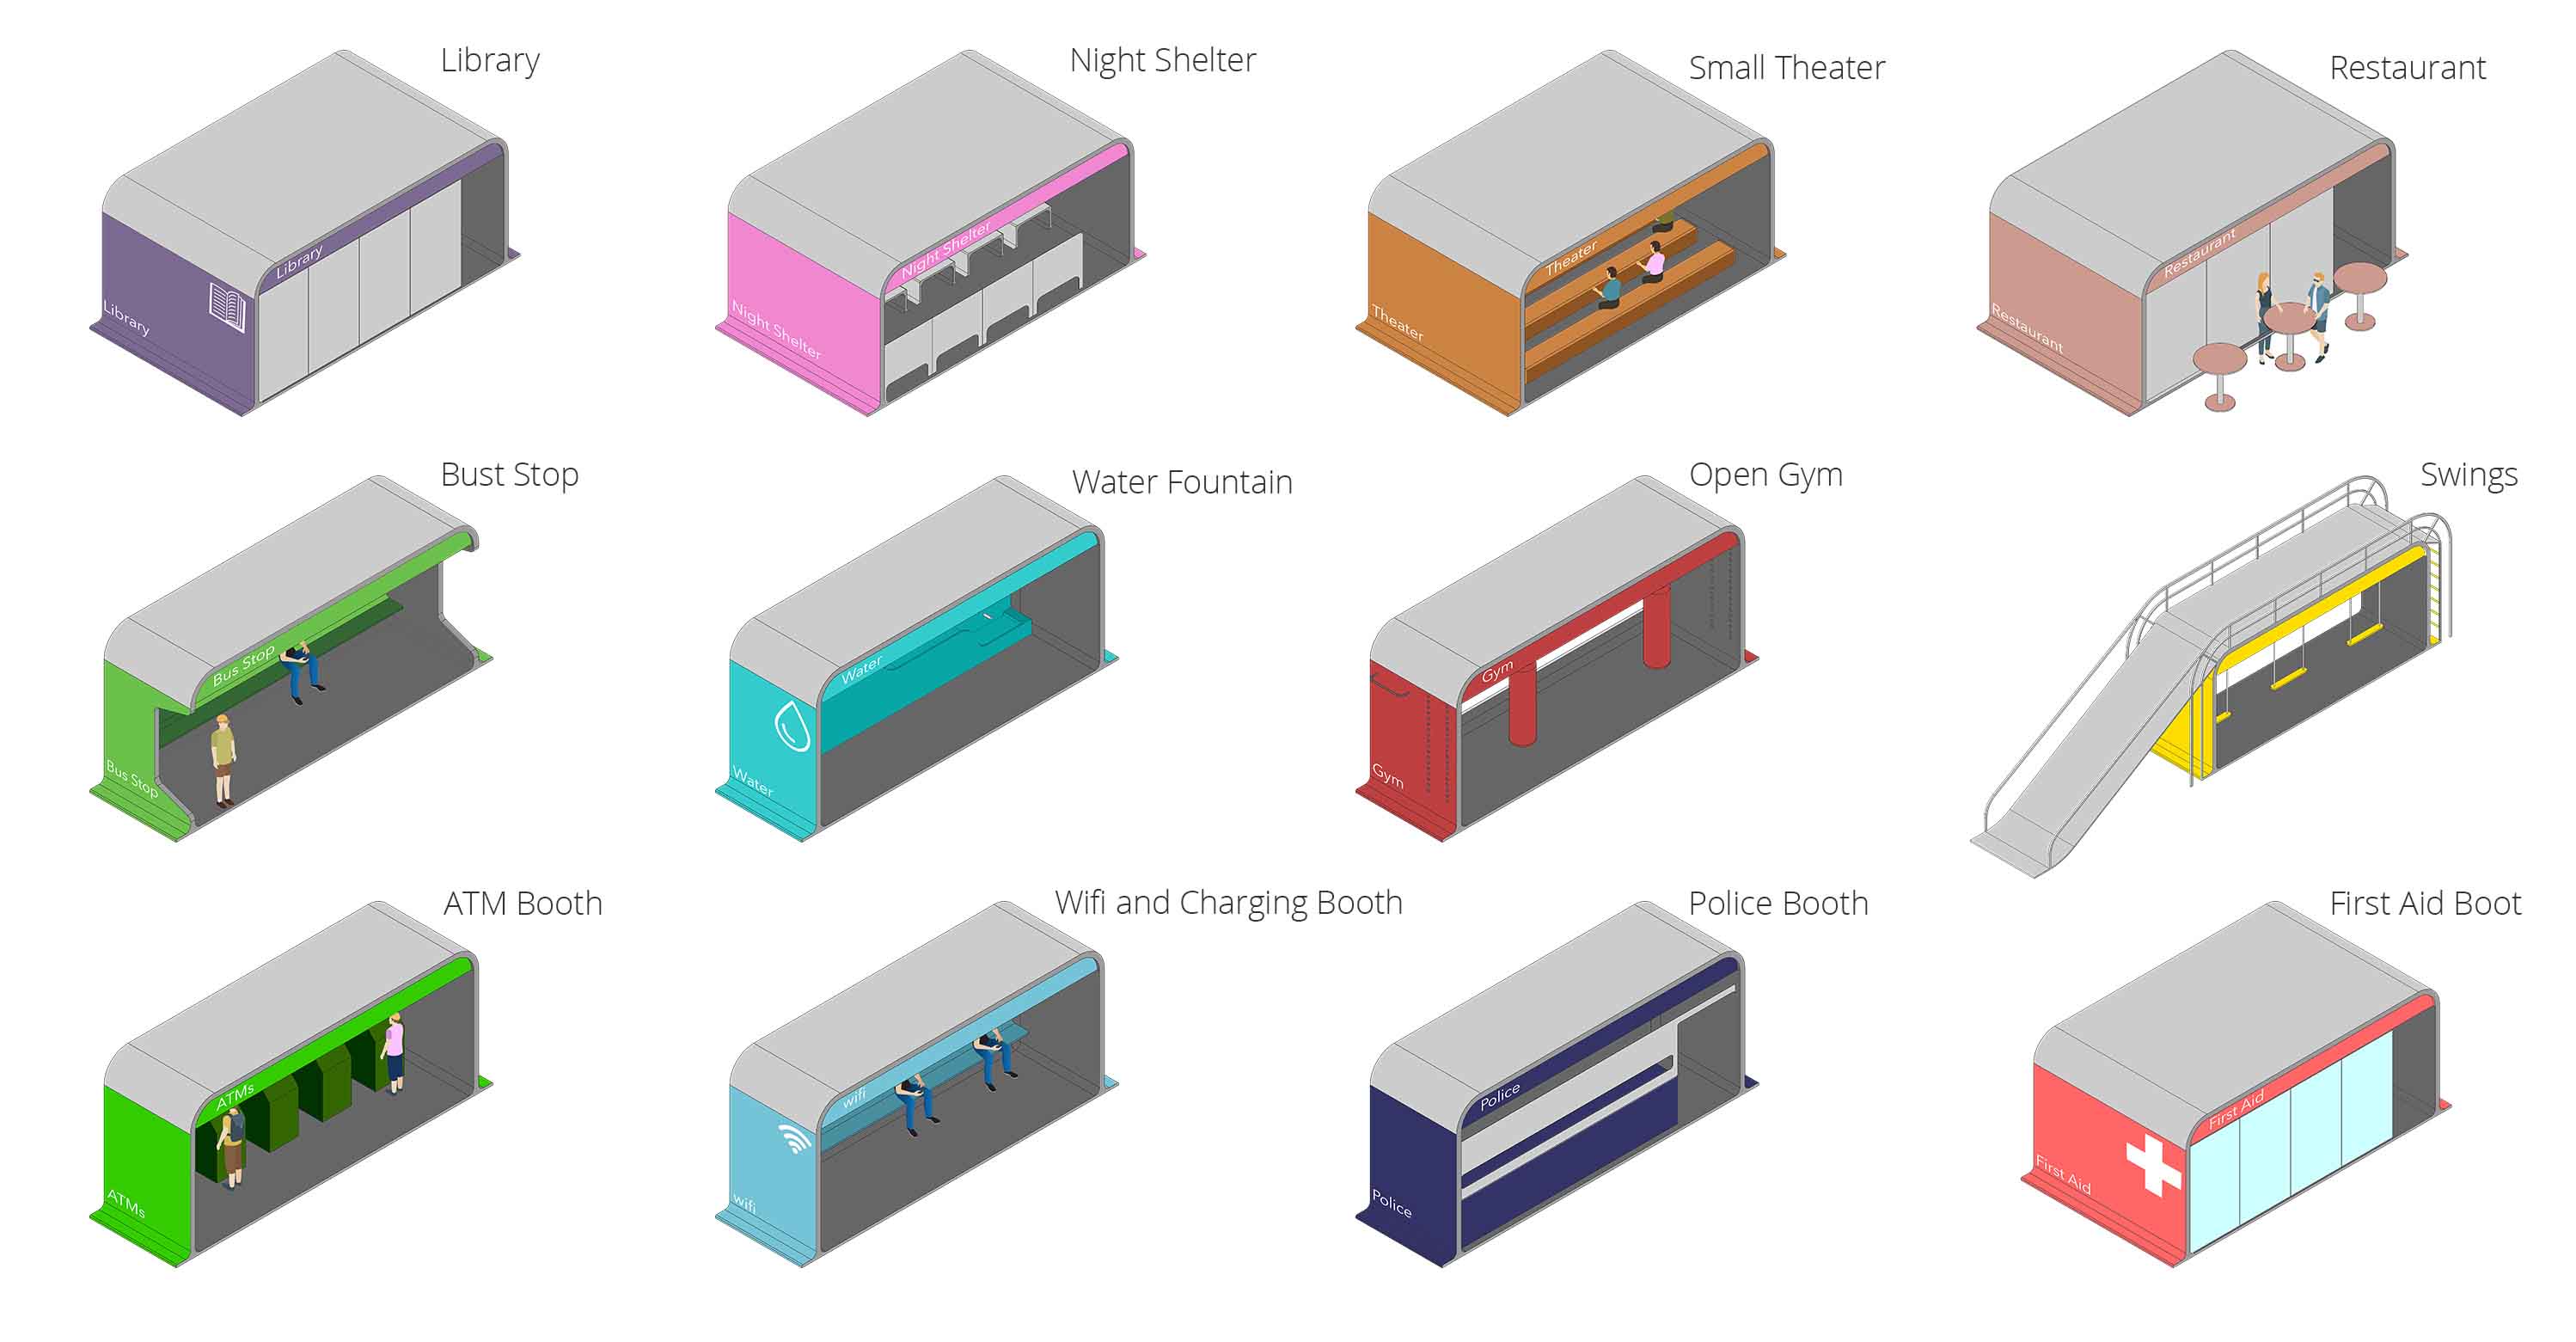 Library
Night Shelter
Small Theater
Restaurant
Library
Library
Night Shelter
Night Shelter
Theater
Theater
Restaurant
Restaurant
Bust Stop
Water Fountain
Open Gym
Swings
Bus Stop
Bus Stop
Water
Water
Gym
Gym
ATM Booth
Wifi and Charging Booth
Police Booth
First Aid Boot
ATMs
ATMs
wifi
wifi
Police
Police
First Aid
First Aid